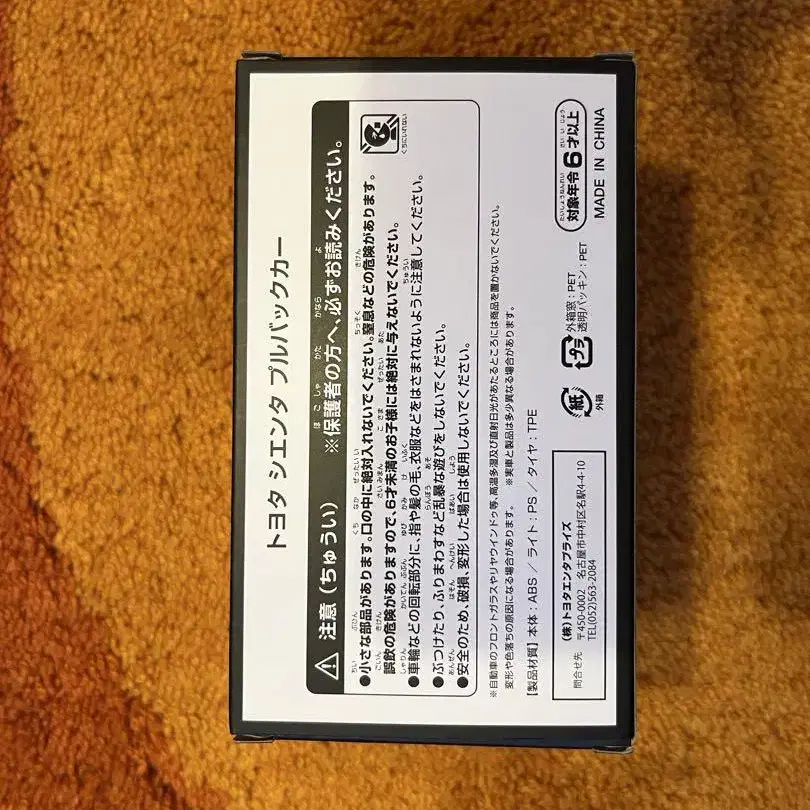 トヨタ シエンタ プルバックカー
注意(ちゅうい) ※保護者の方へ、必ずお読みください。
●小さな部品があります。口の中に絶対入れないでください。窒息などの危険があります。
誤飲の危険がありますので、6才未満のお子様には絶対に与えないでください。
●車輪などの回転部分に、指や髪の毛、衣服などをはさまれないように注意してください。
●ぶつけたり、ふりまわすなど乱暴な遊びをしないでください。
●安全のため、破損、変形した場合は使用しないでください。
くちにいれない
※自動車のフロントガラスやリヤウインドゥ等、高温多湿及び直射日光があたるところには商品を置かないでください。
変形や色落ちの原因になる場合があります。 ※実車と製品は多少異なる場合があります。
【製品材質】本体:ABS / ライト:PS / タイヤ:TPE
問合せ先
(株)トヨタエンタプライズ
〒450-0002 名古屋市中村区名駅4-4-10
TEL(052)563-2084
紙
外箱
プラ
外箱窓:PET
透明パッキン:PET
対象年令6才以上
MADE IN CHINA